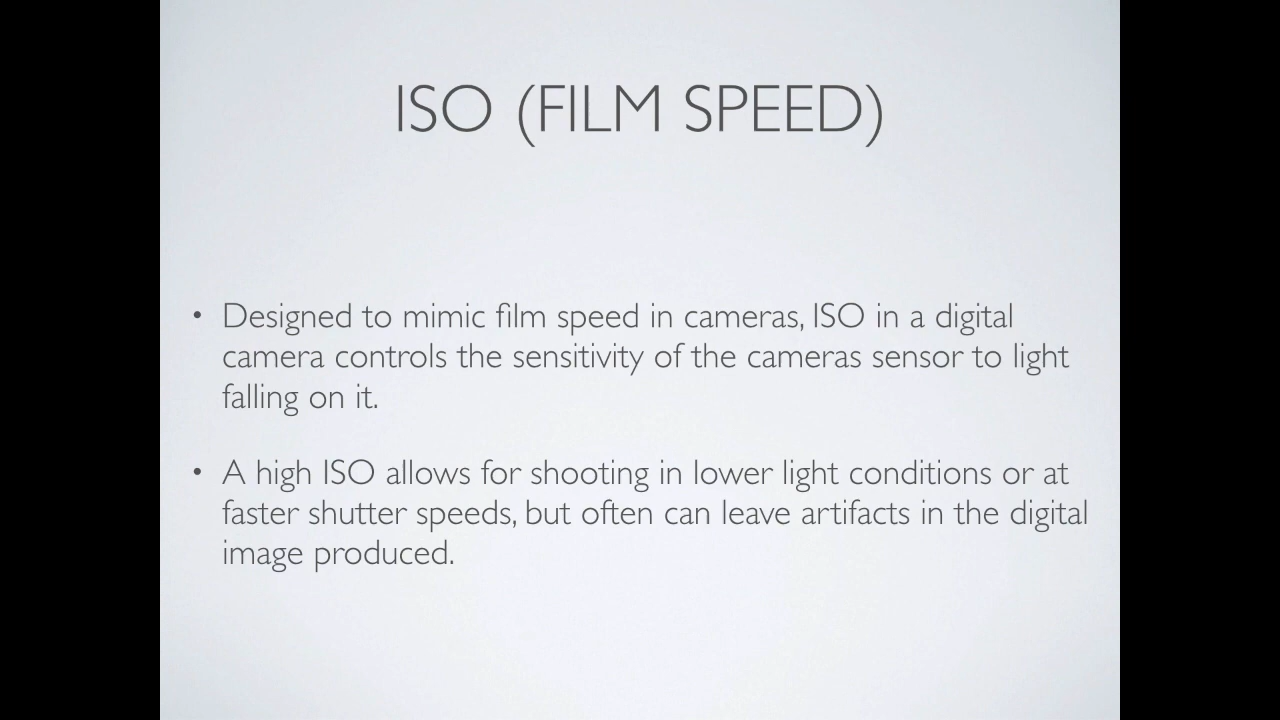 ISO (FILM SPEED)
• Designed to mimic film speed in cameras, ISO in a digital
camera controls the sensitivity of the cameras sensor to light
falling on it.
• A high ISO allows for shooting in lower light conditions or at
faster shutter speeds, but often can leave artifacts in the digital
image produced.